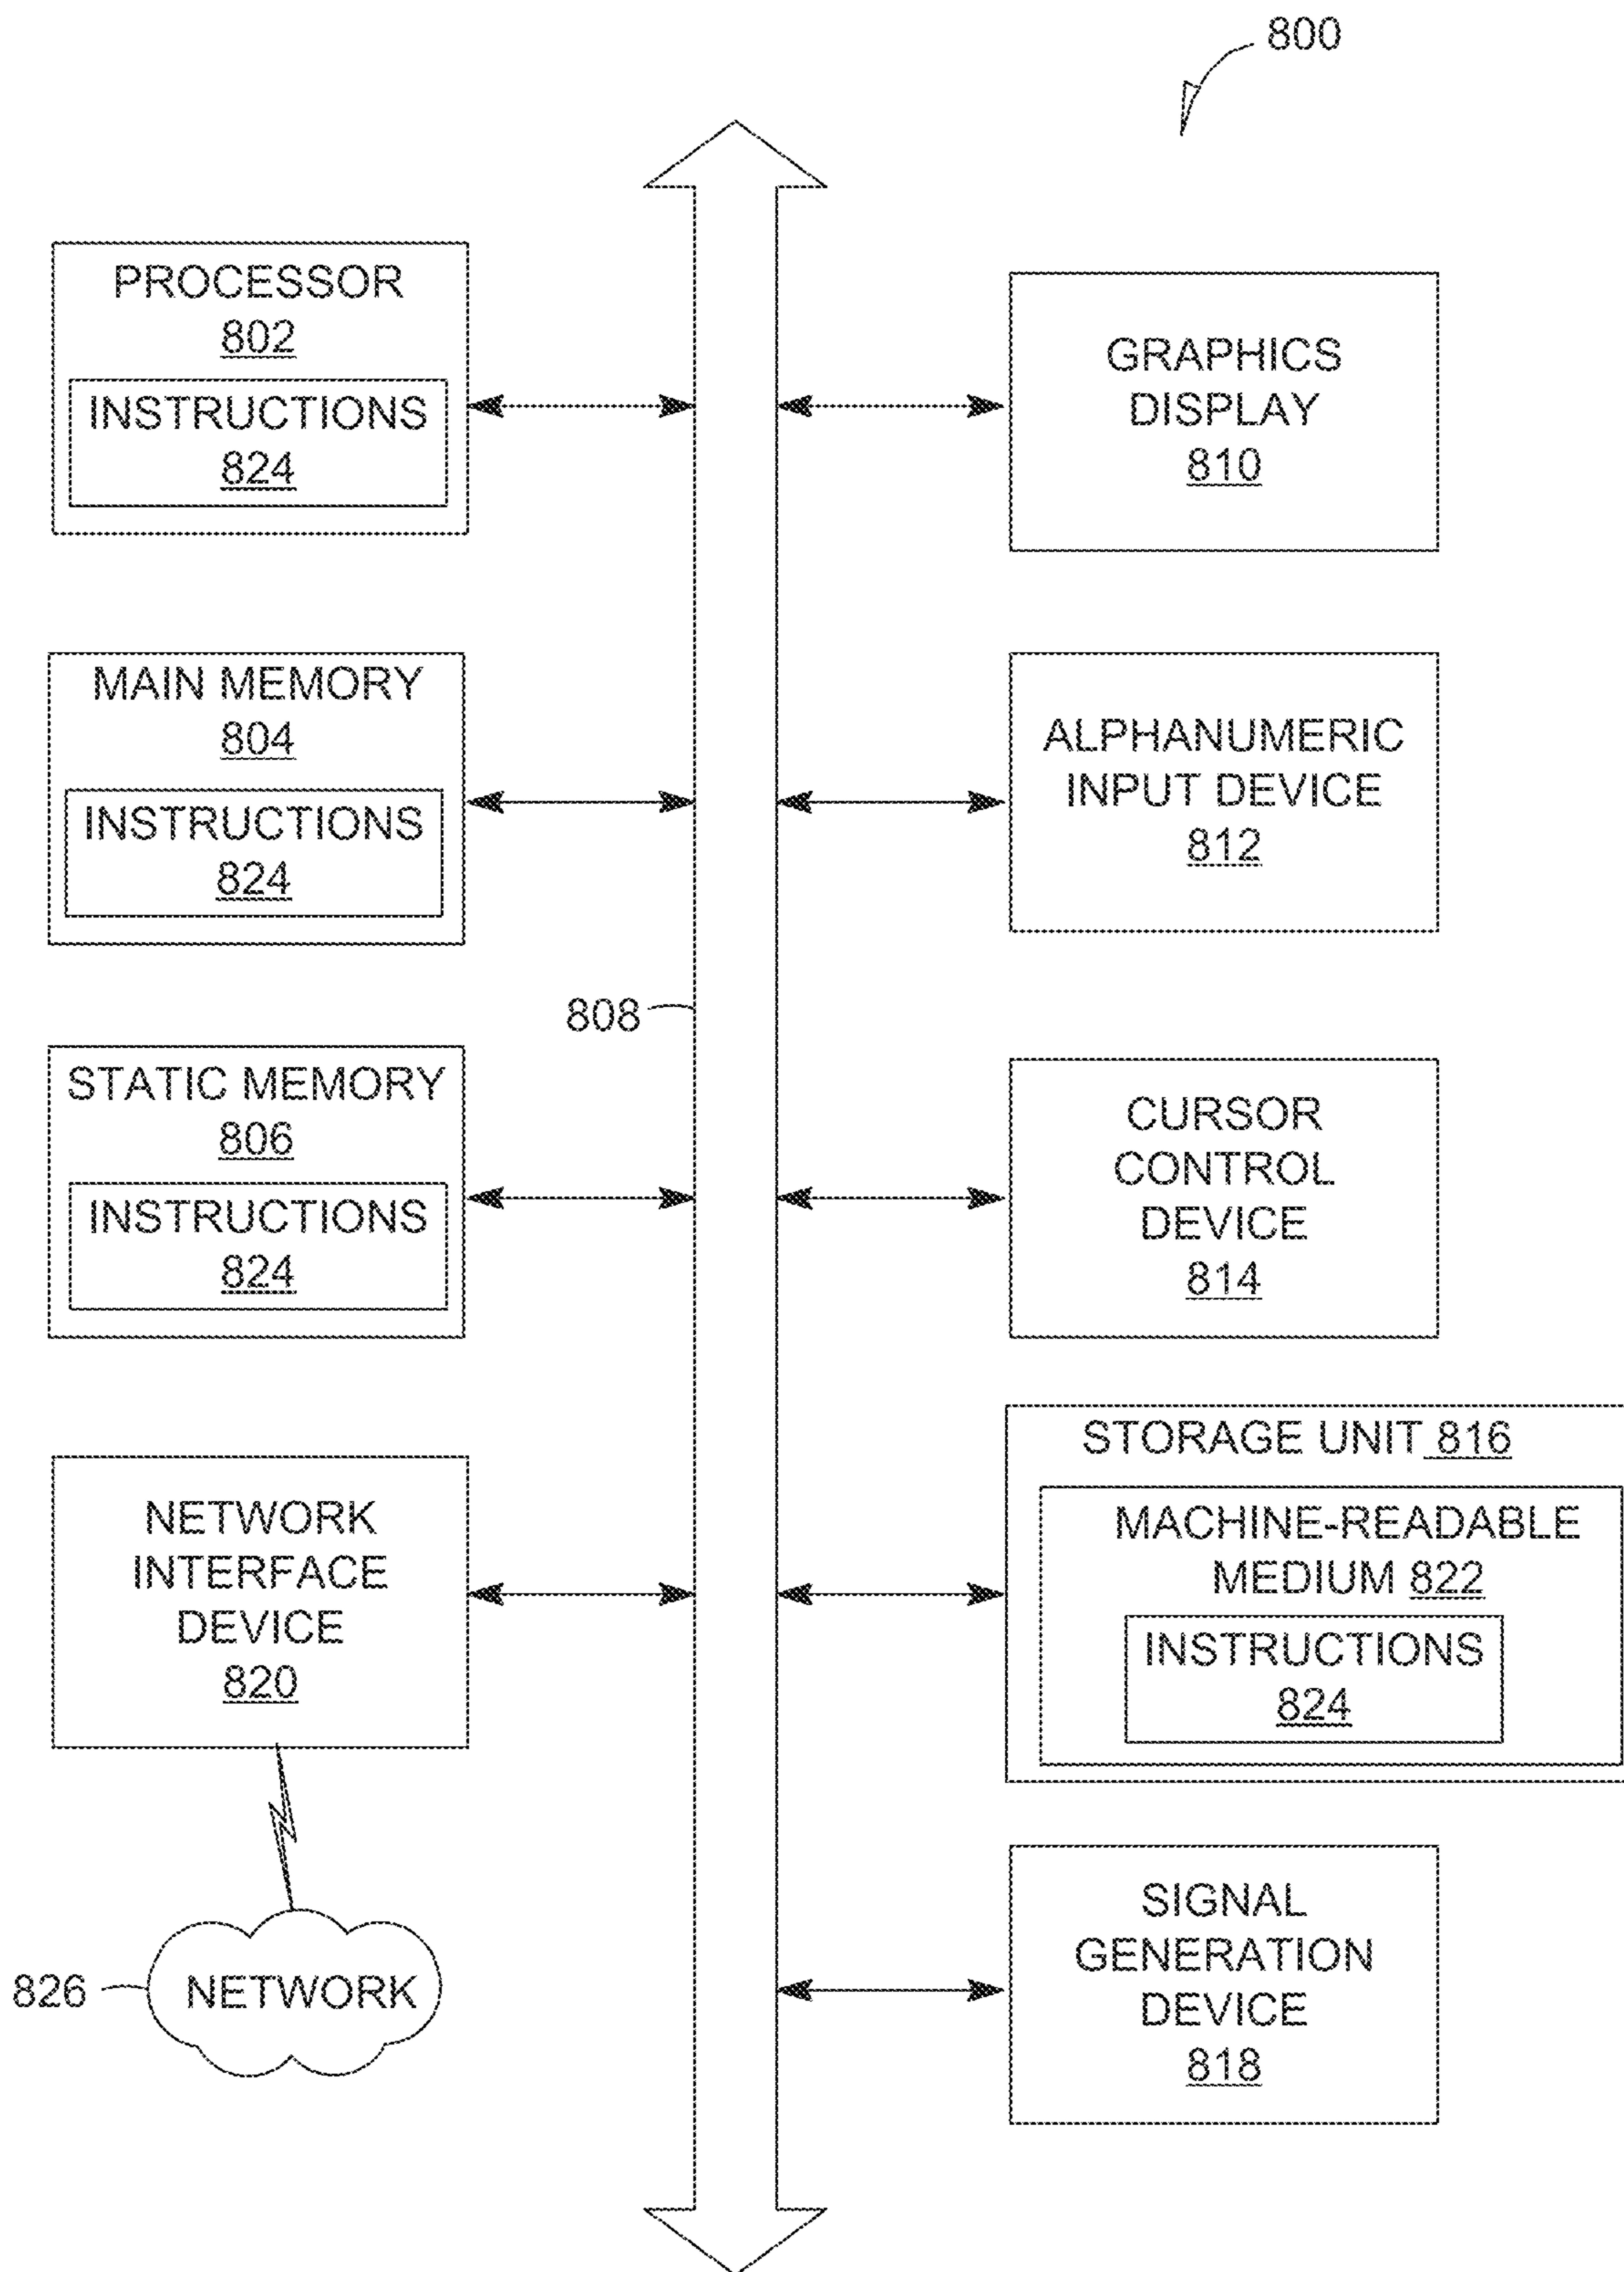 800
PROCESSOR
802
INSTRUCTIONS
824
GRAPHICS
DISPLAY
810
MAIN MEMORY
804
INSTRUCTIONS
824
ALPHANUMERIC
INPUT DEVICE
812
808
STATIC MEMORY
806
INSTRUCTIONS
824
CURSOR
CONTROL
DEVICE
814
NETWORK
INTERFACE
DEVICE
820
STORAGE UNIT 816
MACHINE-READABLE
MEDIUM 822
INSTRUCTIONS
824
826
NETWORK
SIGNAL
GENERATION
DEVICE
818